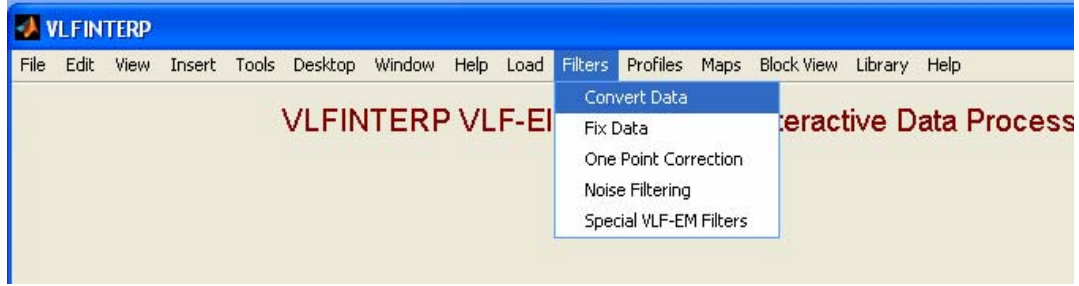 VLFINTERP
File Edit View Insert Tools Desktop Window Help Load Filters Profiles Maps Block View Library Help
Convert Data
VLFINTERP VLF-El :eractive Data Process
Fix Data
One Point Correction
Noise Filtering
Special VLF-EM Filters